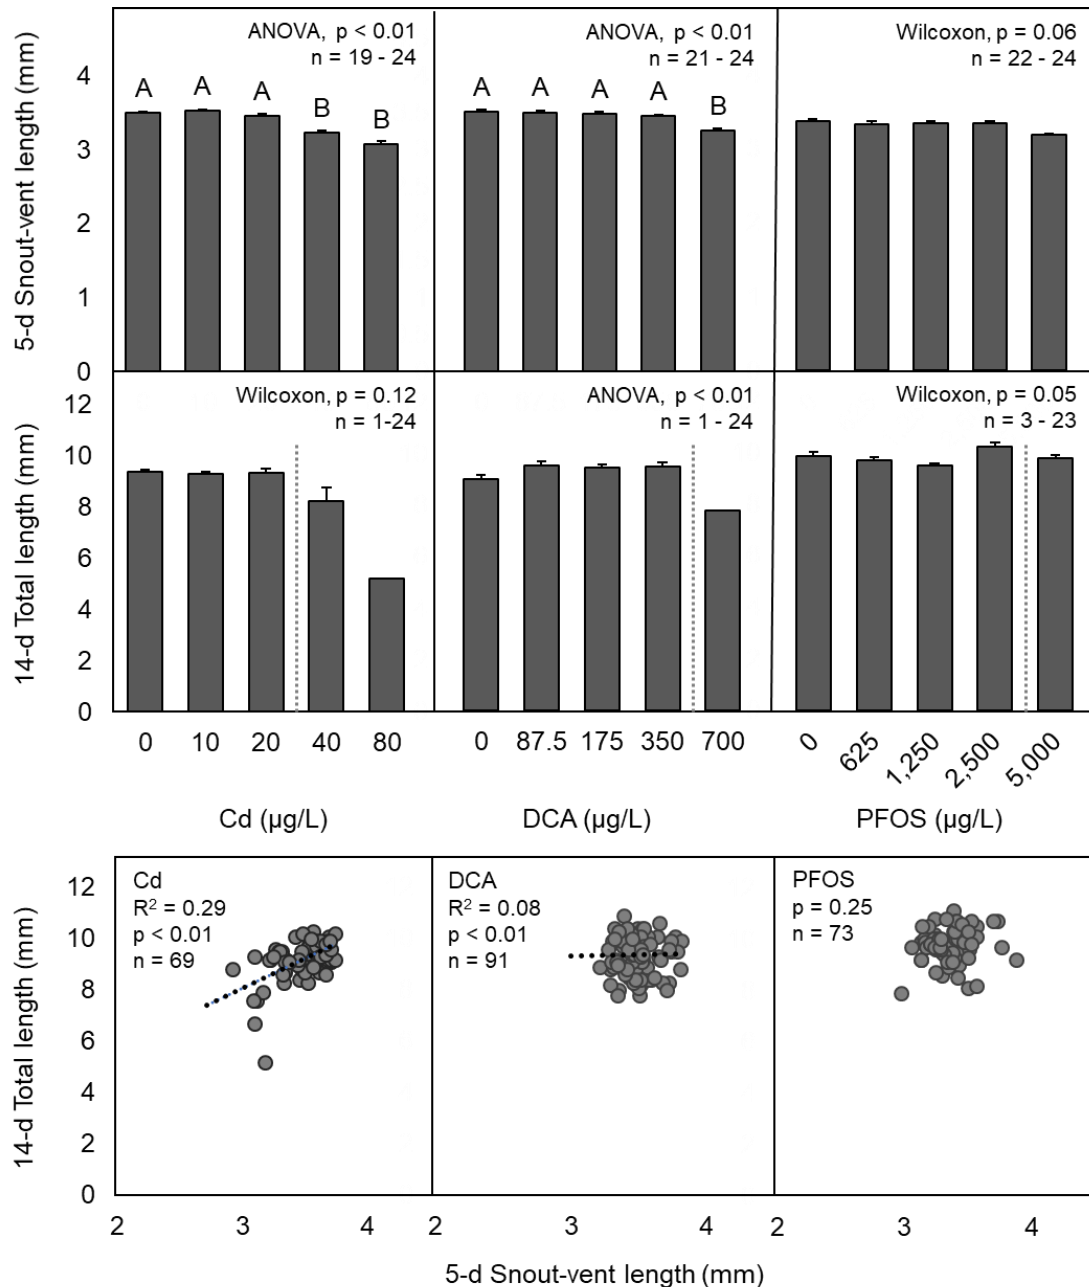 ANOVA, p < 0.01
n = 19 - 24
ANOVA, p < 0.01
n = 21 - 24
Wilcoxon, p = 0.06
n = 22 - 24
5-d Snout-vent length (mm)
4
3
2
1
0
A A A B B
A A A A B
Wilcoxon, p = 0.12
n = 1-24
ANOVA, p < 0.01
n = 1 - 24
Wilcoxon, p = 0.05
n = 3 - 23
14-d Total length (mm)
12
10
8
6
4
2
0
0 10 20 40 80
0 87.5 175 350 700
0 625 1,250 2,500 5,000
Cd (µg/L)
DCA (µg/L)
PFOS (µg/L)
14-d Total length (mm)
12
10
8
6
4
2
0
Cd
R² = 0.29
p < 0.01
n = 69
DCA
R² = 0.08
p < 0.01
n = 91
PFOS
p = 0.25
n = 73
2 3 4
2 3 4
2 3 4
5-d Snout-vent length (mm)